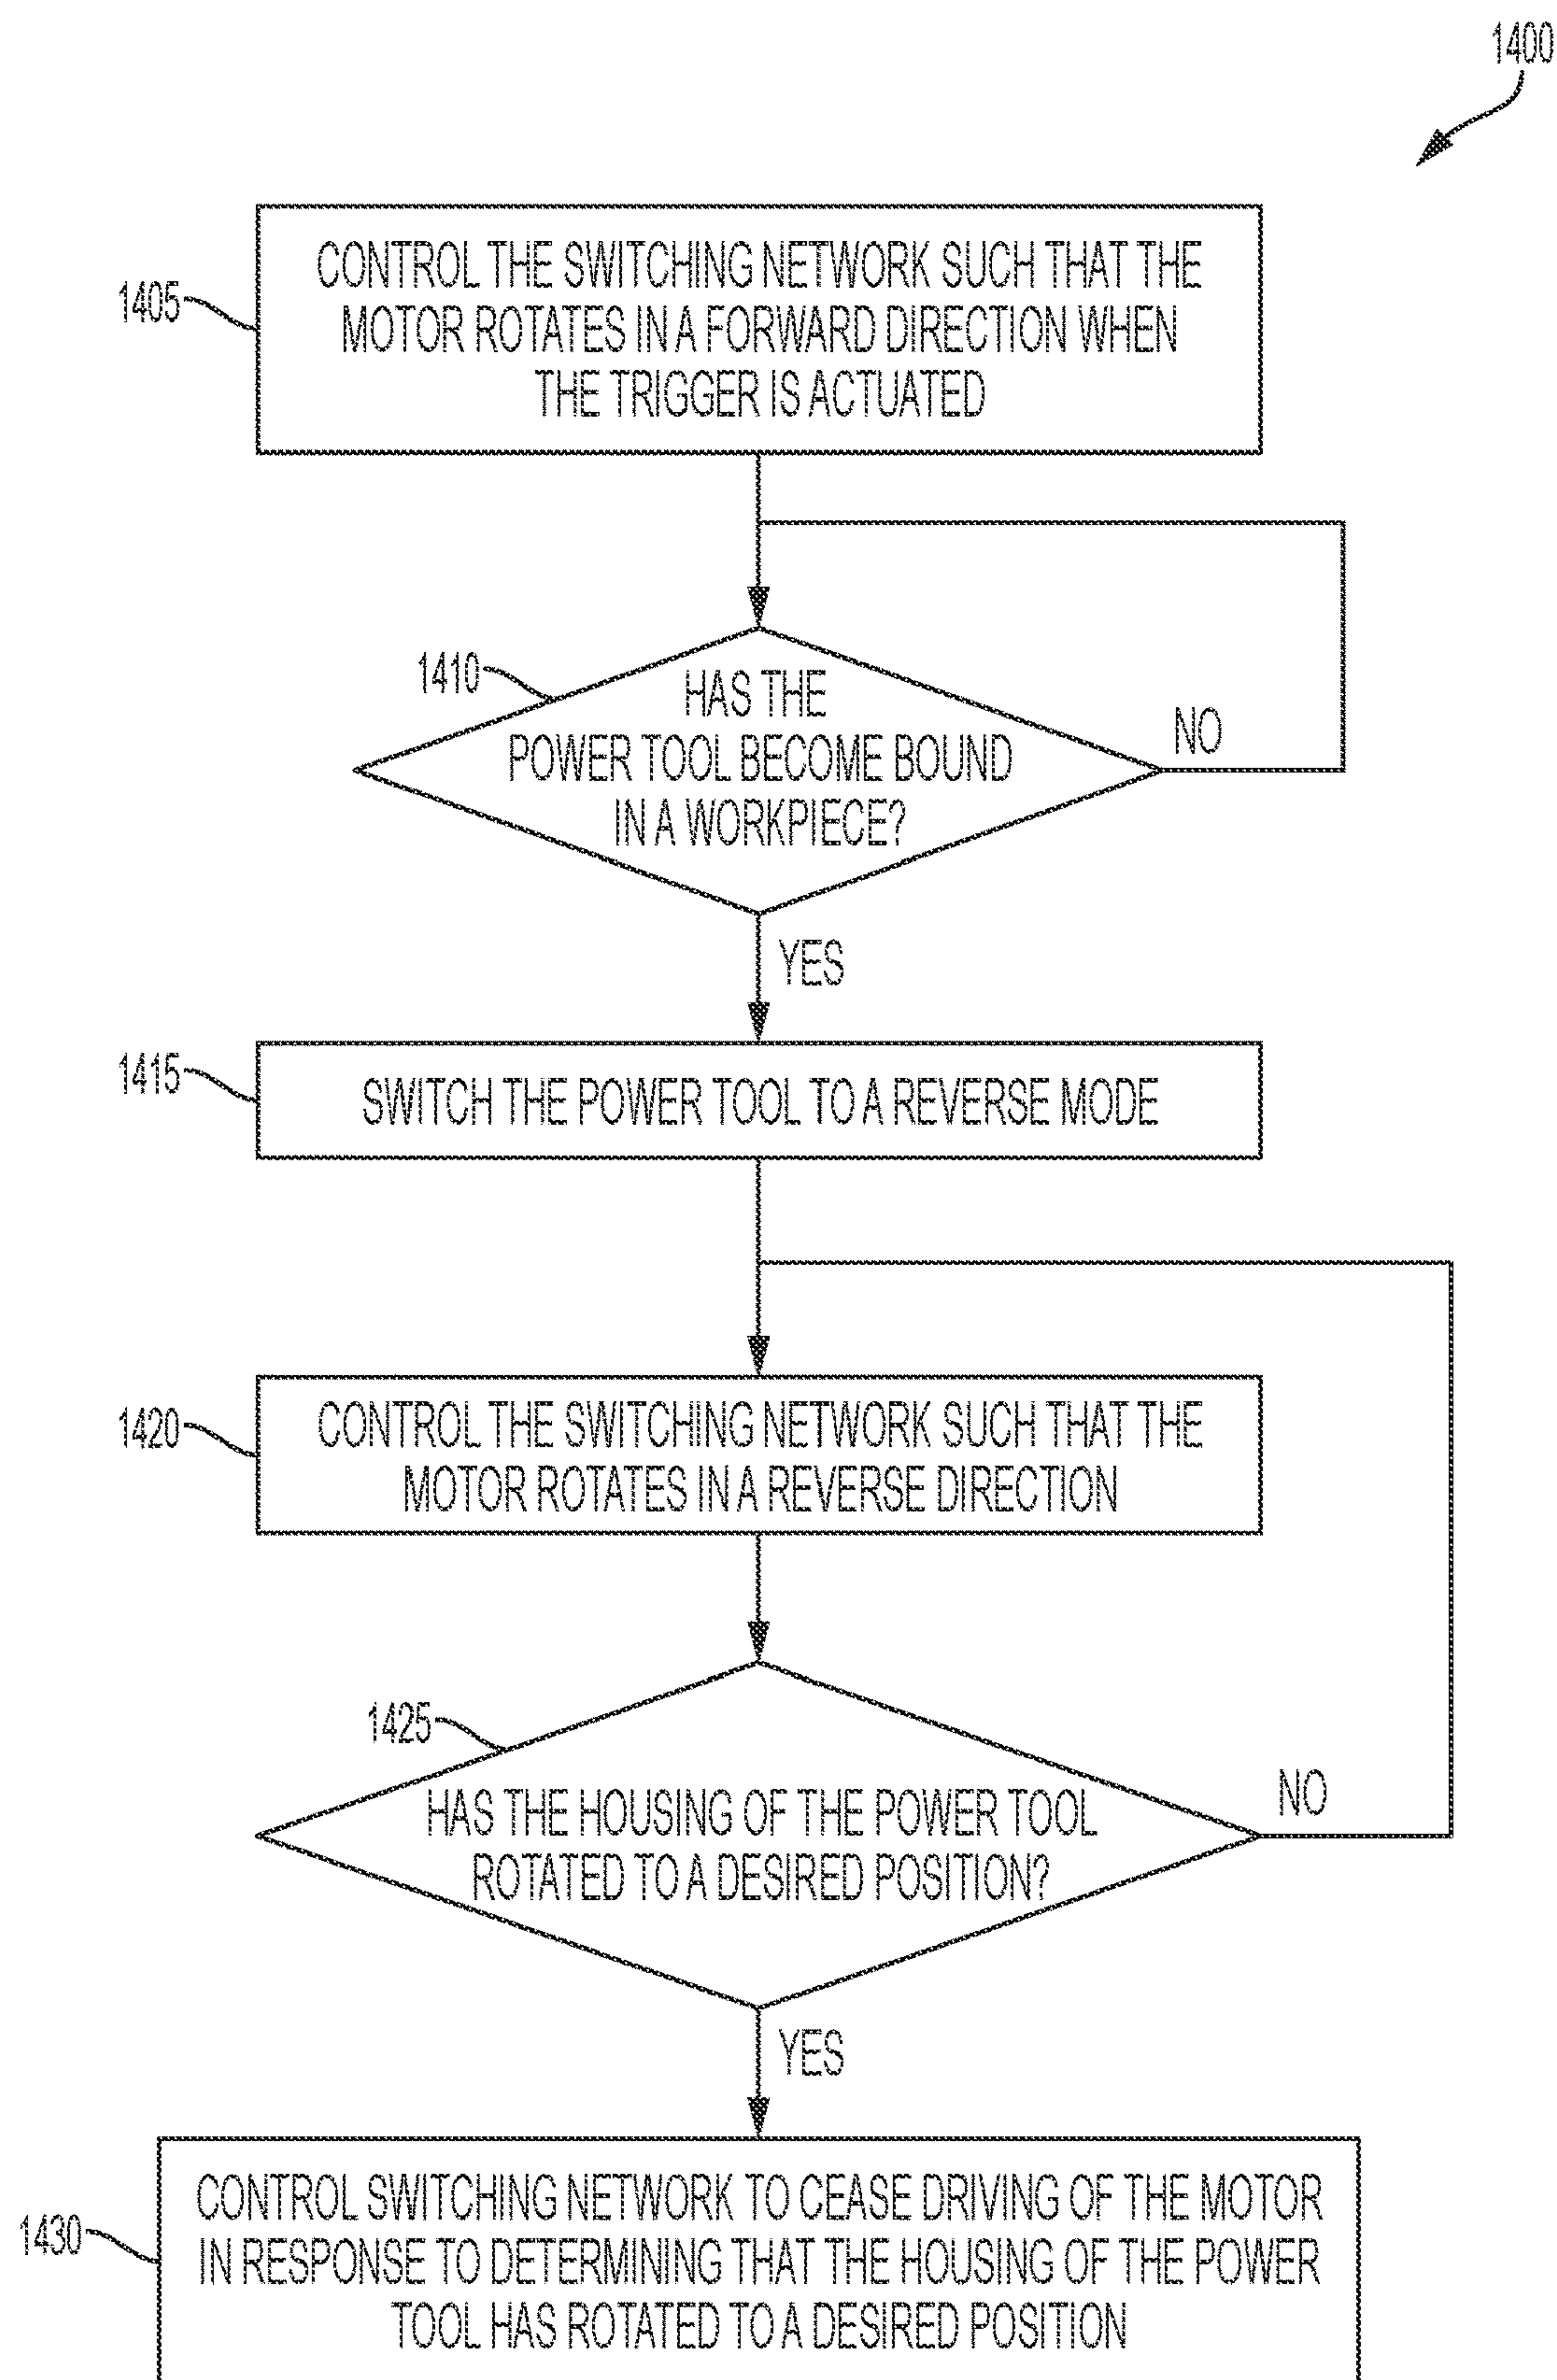 1400
1405
CONTROL THE SWITCHING NETWORK SUCH THAT THE
MOTOR ROTATES IN A FORWARD DIRECTION WHEN
THE TRIGGER IS ACTUATED
1410
HAS THE
POWER TOOL BECOME BOUND
IN A WORKPIECE?
NO
YES
1415
SWITCH THE POWER TOOL TO A REVERSE MODE
1420
CONTROL THE SWITCHING NETWORK SUCH THAT THE
MOTOR ROTATES IN A REVERSE DIRECTION
1425
HAS THE HOUSING OF THE POWER TOOL
ROTATED TO A DESIRED POSITION?
NO
YES
1430
CONTROL SWITCHING NETWORK TO CEASE DRIVING OF THE MOTOR
IN RESPONSE TO DETERMINING THAT THE HOUSING OF THE POWER
TOOL HAS ROTATED TO A DESIRED POSITION